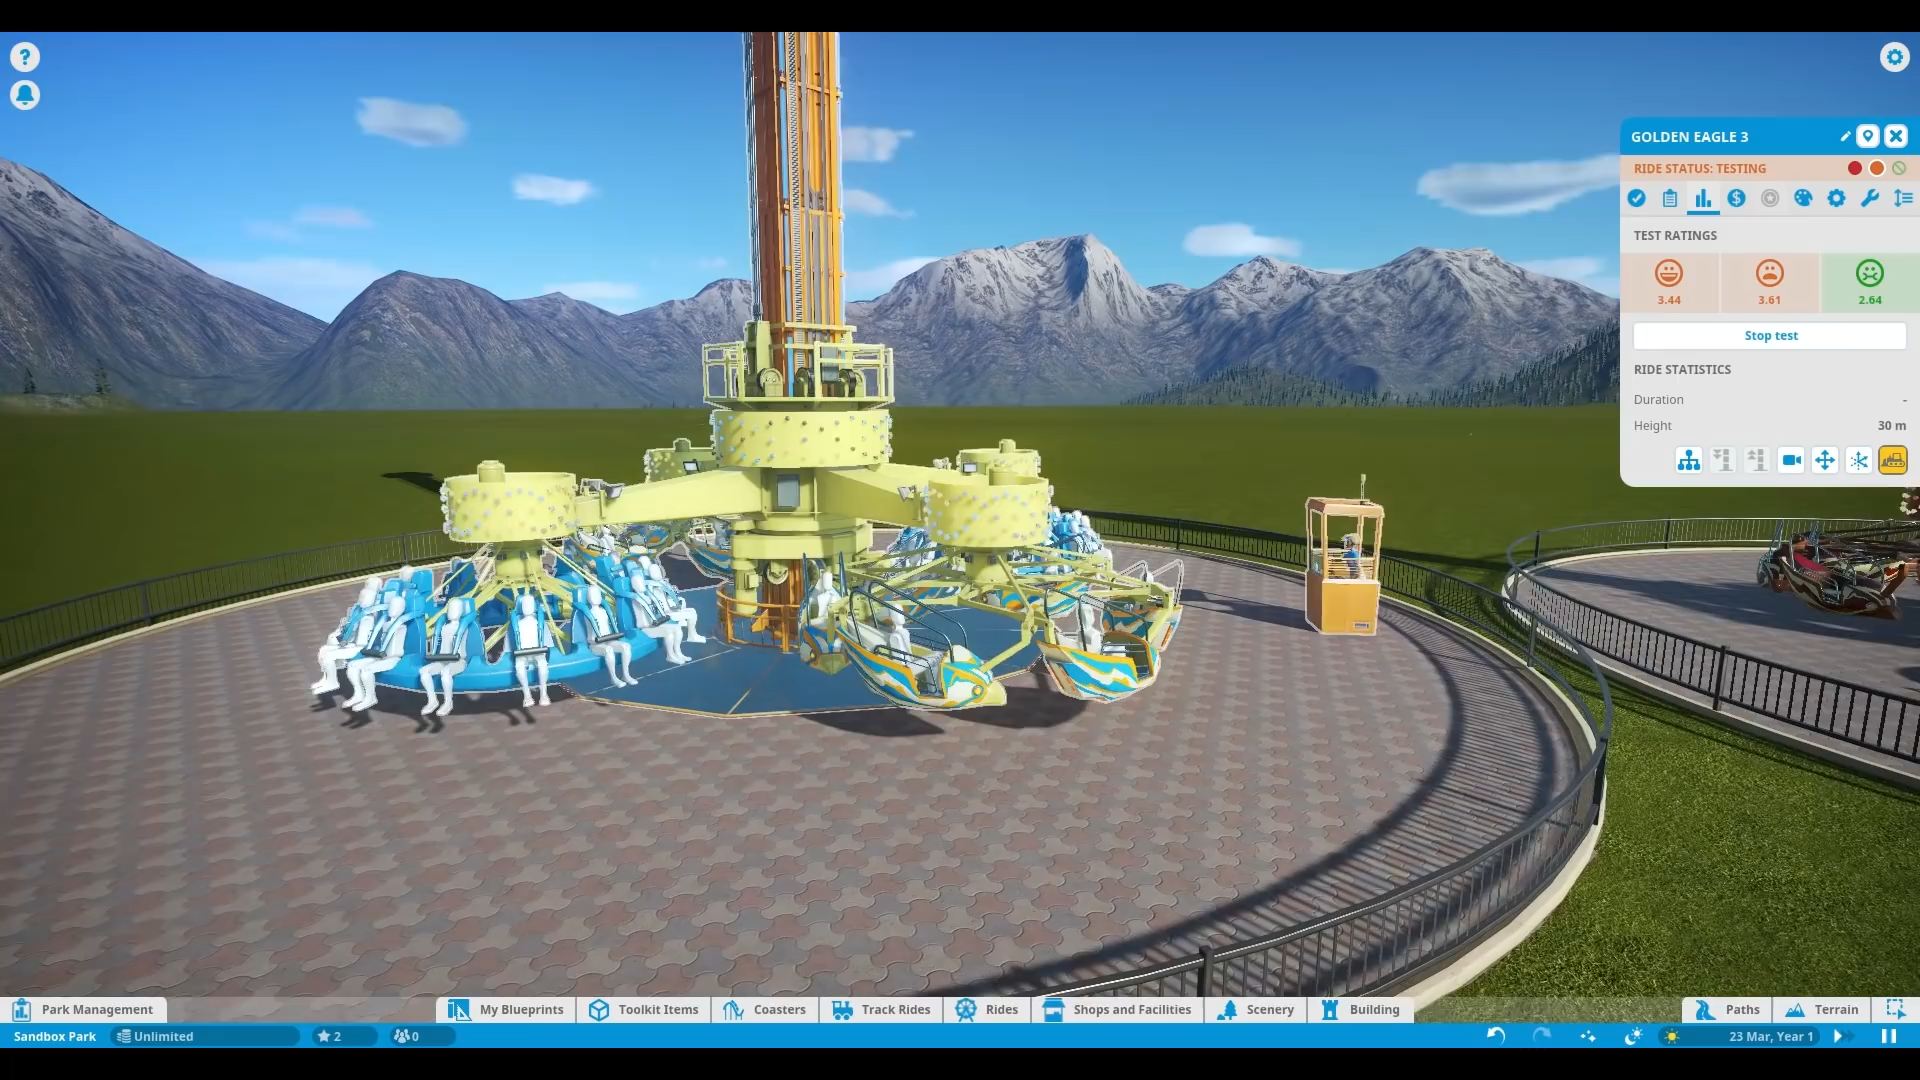 ?
GOLDEN EAGLE 3
RIDE STATUS: TESTING
TEST RATINGS
3.44
3.61
2.64
Stop test
RIDE STATISTICS
Duration -
Height 30 m
Park Management
My Blueprints
Toolkit Items
Coasters
Track Rides
Rides
Shops and Facilities
Scenery
Building
Paths
Terrain
Sandbox Park
Unlimited
2
0
23 Mar, Year 1